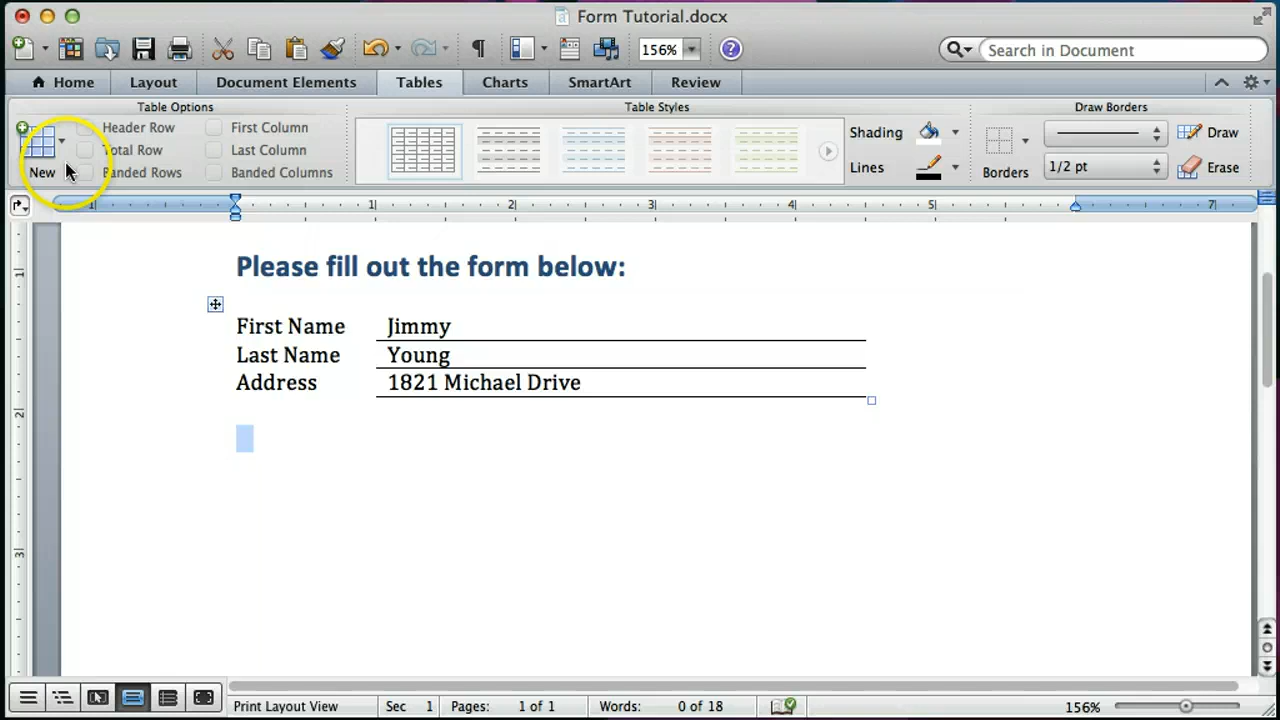 Form Tutorial.docx
156% Search in Document
Home Layout Document Elements Tables Charts SmartArt Review
Table Options Table Styles Draw Borders
Header Row First Column Shading Draw
Total Row Last Column Lines 1/2 pt Erase
New Banded Rows Banded Columns Borders
1 1 2 3 4 5 7
Please fill out the form below:
First Name Jimmy
Last Name Young
Address 1821 Michael Drive
1
2
3
Print Layout View Sec 1 Pages: 1 of 1 Words: 0 of 18 156%